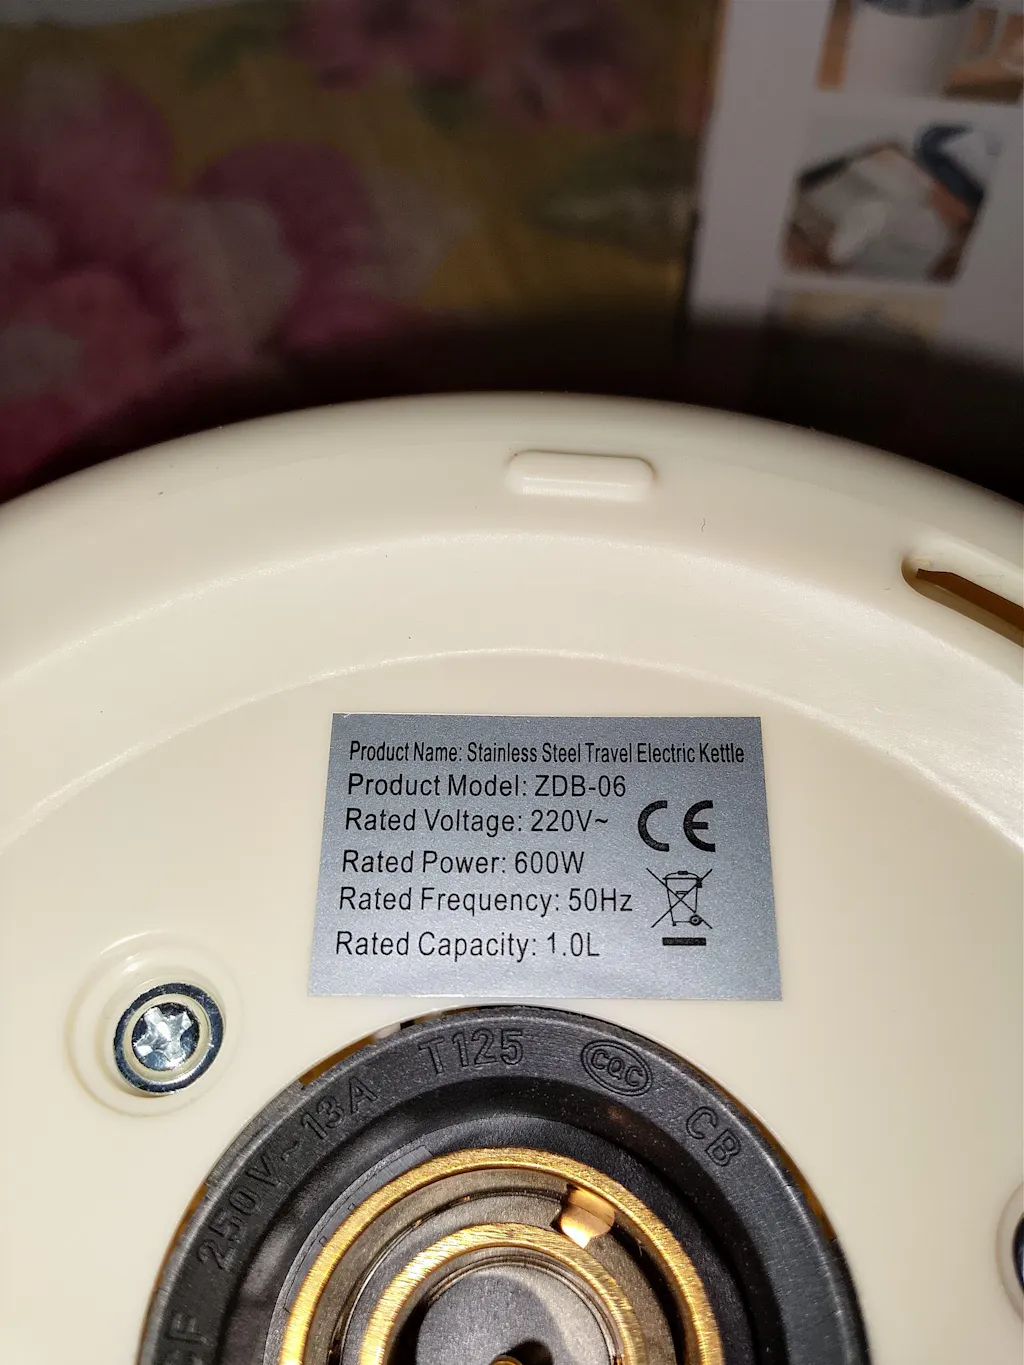 Product Name: Stainless Steel Travel Electric Kettle
Product Model: ZDB-06
Rated Voltage: 220V~
Rated Power: 600W
Rated Frequency: 50Hz
Rated Capacity: 1.0L
CE
250V~13A T125 CQC CB